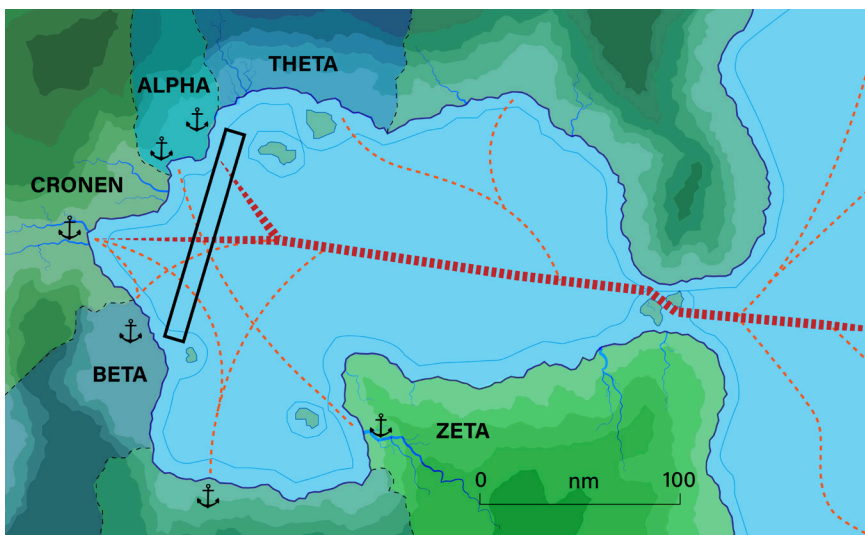 THETA
ALPHA
CRONEN
BETA
ZETA
0 nm 100